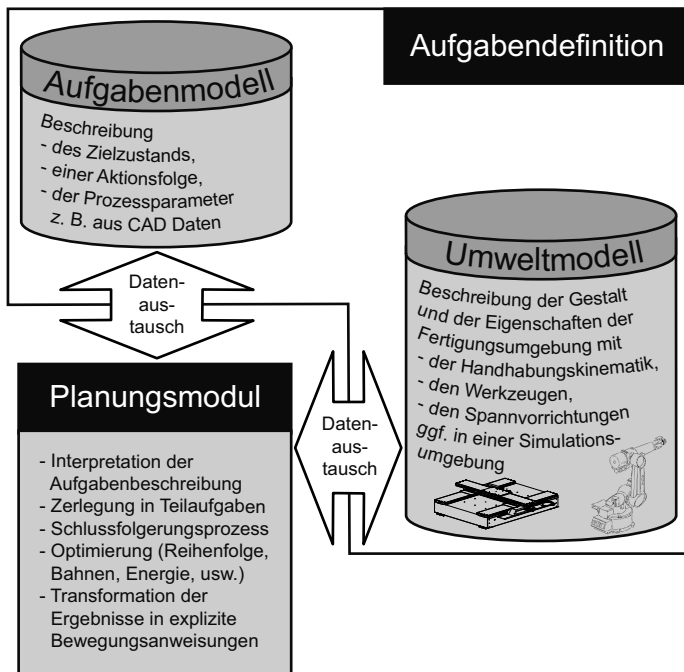 Aufgabendefinition
Aufgabenmodell
Beschreibung
- des Zielzustands,
- einer Aktionsfolge,
- der Prozessparameter
z. B. aus CAD Daten
Daten-
aus-
tausch
Umweltmodell
Beschreibung der Gestalt
und der Eigenschaften der
Fertigungsumgebung mit
- der Handhabungskinematik,
- den Werkzeugen,
- den Spannvorrichtungen
ggf. in einer Simulations-
umgebung
Daten-
aus-
tausch
Planungsmodul
- Interpretation der
Aufgabenbeschreibung
- Zerlegung in Teilaufgaben
- Schlussfolgerungsprozess
- Optimierung (Reihenfolge,
Bahnen, Energie, usw.)
- Transformation der
Ergebnisse in explizite
Bewegungsanweisungen